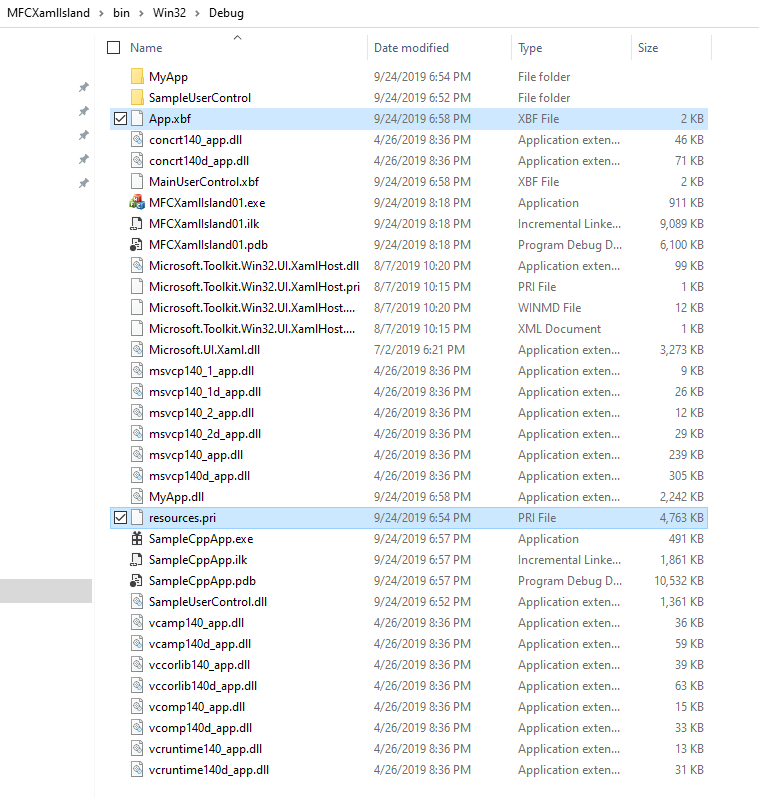 MFCXamlIsland > bin > Win32 > Debug
Name Date modified Type Size
MyApp 9/24/2019 6:54 PM File folder
SampleUserControl 9/24/2019 6:52 PM File folder
App.xbf 9/24/2019 6:58 PM XBF File 2 KB
concrt140_app.dll 4/26/2019 8:36 PM Application exten... 46 KB
concrt140d_app.dll 4/26/2019 8:36 PM Application exten... 71 KB
MainUserControl.xbf 9/24/2019 6:58 PM XBF File 2 KB
MFCXamlIsland01.exe 9/24/2019 8:18 PM Application 911 KB
MFCXamlIsland01.ilk 9/24/2019 8:18 PM Incremental Linke... 9,089 KB
MFCXamlIsland01.pdb 9/24/2019 8:18 PM Program Debug D... 6,100 KB
Microsoft.Toolkit.Win32.UI.XamlHost.dll 8/7/2019 10:20 PM Application exten... 99 KB
Microsoft.Toolkit.Win32.UI.XamlHost.pri 8/7/2019 10:15 PM PRI File 1 KB
Microsoft.Toolkit.Win32.UI.XamlHost.... 8/7/2019 10:20 PM WINMD File 12 KB
Microsoft.Toolkit.Win32.UI.XamlHost.... 8/7/2019 10:15 PM XML Document 1 KB
Microsoft.UI.Xaml.dll 7/2/2019 6:21 PM Application exten... 3,273 KB
msvcp140_1_app.dll 4/26/2019 8:36 PM Application exten... 9 KB
msvcp140_1d_app.dll 4/26/2019 8:36 PM Application exten... 26 KB
msvcp140_2_app.dll 4/26/2019 8:36 PM Application exten... 12 KB
msvcp140_2d_app.dll 4/26/2019 8:36 PM Application exten... 29 KB
msvcp140_app.dll 4/26/2019 8:36 PM Application exten... 239 KB
msvcp140d_app.dll 4/26/2019 8:36 PM Application exten... 305 KB
MyApp.dll 9/24/2019 6:58 PM Application exten... 2,242 KB
resources.pri 9/24/2019 6:54 PM PRI File 4,763 KB
SampleCppApp.exe 9/24/2019 6:57 PM Application 491 KB
SampleCppApp.ilk 9/24/2019 6:57 PM Incremental Linke... 1,861 KB
SampleCppApp.pdb 9/24/2019 6:57 PM Program Debug D... 10,532 KB
SampleUserControl.dll 9/24/2019 6:52 PM Application exten... 1,361 KB
vcamp140_app.dll 4/26/2019 8:36 PM Application exten... 36 KB
vcamp140d_app.dll 4/26/2019 8:36 PM Application exten... 59 KB
vccorlib140_app.dll 4/26/2019 8:36 PM Application exten... 39 KB
vccorlib140d_app.dll 4/26/2019 8:36 PM Application exten... 63 KB
vcomp140_app.dll 4/26/2019 8:36 PM Application exten... 15 KB
vcomp140d_app.dll 4/26/2019 8:36 PM Application exten... 33 KB
vcruntime140_app.dll 4/26/2019 8:36 PM Application exten... 13 KB
vcruntime140d_app.dll 4/26/2019 8:36 PM Application exten... 31 KB